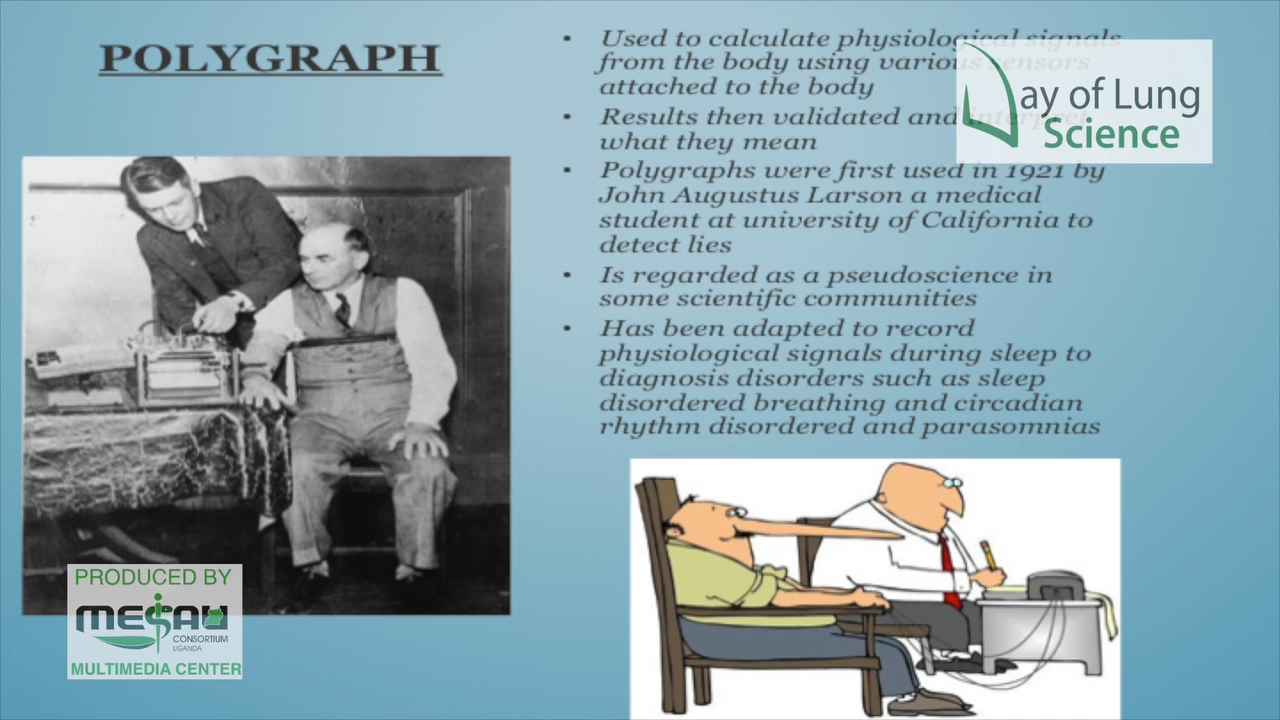 POLYGRAPH
• Used to calculate physiological signals
from the body using various sensors
attached to the body
• Results then validated and interpret
what they mean
• Polygraphs were first used in 1921 by
John Augustus Larson a medical
student at university of California to
detect lies
• Is regarded as a pseudoscience in
some scientific communities
• Has been adapted to record
physiological signals during sleep to
diagnosis disorders such as sleep
disordered breathing and circadian
rhythm disordered and parasomnias
Day of Lung
Science
PRODUCED BY
MESAU
CONSORTIUM
UGANDA
MULTIMEDIA CENTER